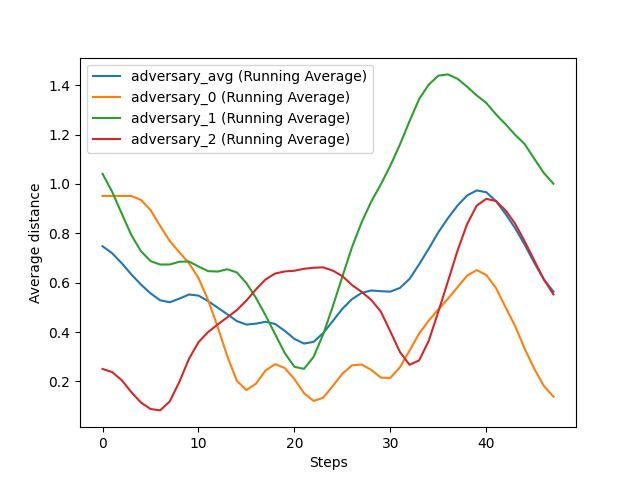 adversary_avg (Running Average)
adversary_0 (Running Average)
adversary_1 (Running Average)
adversary_2 (Running Average)
Average distance
1.4
1.2
1.0
0.8
0.6
0.4
0.2
0 10 20 30 40
Steps